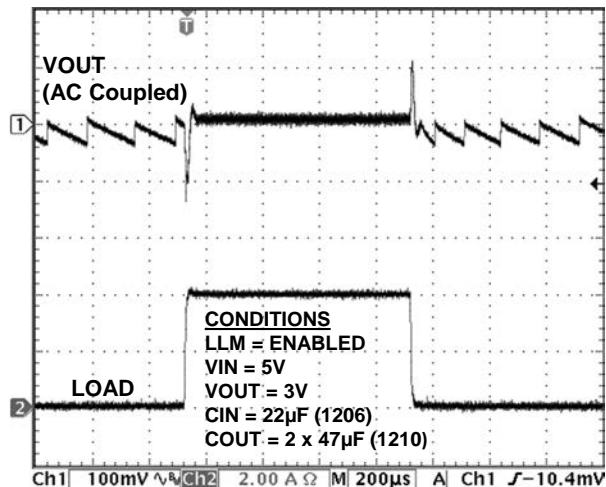 T
VOUT
(AC Coupled)
1
CONDITIONS
LLM = ENABLED
VIN = 5V
VOUT = 3V
CIN = 22µF (1206)
COUT = 2 x 47µF (1210)
LOAD
2
Ch1 100mV Ch2 2.00 A Ω M 200µs A Ch1 -10.4mV